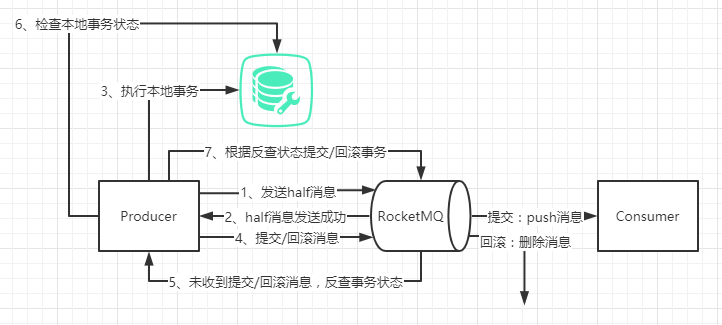 6、检查本地事务状态
3、执行本地事务
7、根据反查状态提交/回滚事务
1、发送half消息
Producer
2、half消息发送成功
RocketMQ
提交：push消息
Consumer
4、提交/回滚消息
回滚：删除消息
5、未收到提交/回滚消息，反查事务状态